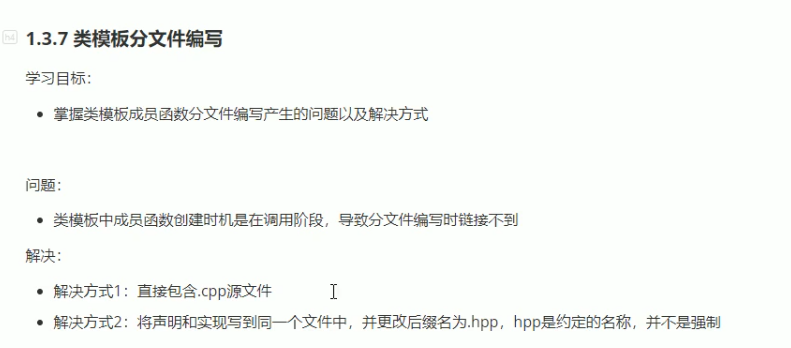 h4
1.3.7 类模板分文件编写
学习目标：
掌握类模板成员函数分文件编写产生的问题以及解决方式
问题：
类模板中成员函数创建时机是在调用阶段，导致分文件编写时链接不到
解决：
解决方式1：直接包含.cpp源文件
解决方式2：将声明和实现写到同一个文件中，并更改后缀名为.hpp，hpp是约定的名称，并不是强制